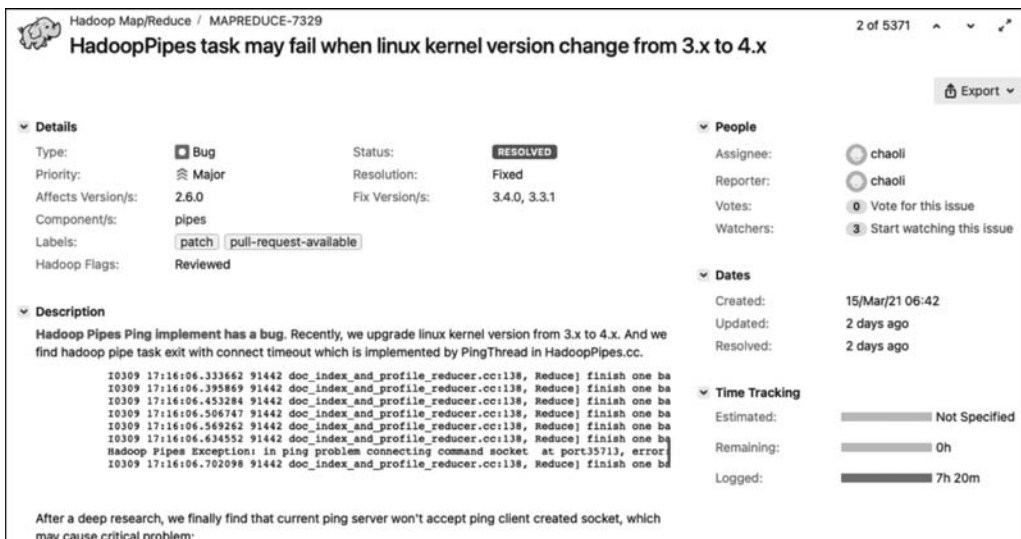 Hadoop Map/Reduce / MAPREDUCE-7329
2 of 5371
HadoopPipes task may fail when linux kernel version change from 3.x to 4.x
Export
Details
Type: Bug Status: RESOLVED
Priority: Major Resolution: Fixed
Affects Version/s: 2.6.0 Fix Version/s: 3.4.0, 3.3.1
Component/s: pipes
Labels: patch pull-request-available
Hadoop Flags: Reviewed
Description
Hadoop Pipes Ping implement has a bug. Recently, we upgrade linux kernel version from 3.x to 4.x. And we
find hadoop pipe task exit with connect timeout which is implemented by PingThread in HadoopPipes.cc.
I0309 17:16:06.333662 91442 doc_index_and_profile_reducer.cc:138, Reduce] finish one ba
I0309 17:16:06.395869 91442 doc_index_and_profile_reducer.cc:138, Reduce] finish one ba
I0309 17:16:06.453284 91442 doc_index_and_profile_reducer.cc:138, Reduce] finish one ba
I0309 17:16:06.506747 91442 doc_index_and_profile_reducer.cc:138, Reduce] finish one ba
I0309 17:16:06.569262 91442 doc_index_and_profile_reducer.cc:138, Reduce] finish one ba
I0309 17:16:06.634552 91442 doc_index_and_profile_reducer.cc:138, Reduce] finish one ba
Hadoop Pipes Exception: in ping problem connecting command socket at port35713, error:
I0309 17:16:06.702098 91442 doc_index_and_profile_reducer.cc:138, Reduce] finish one ba
After a deep research, we finally find that current ping server won't accept ping client created socket, which
may cause critical problem:
People
Assignee: chaoli
Reporter: chaoli
Votes: 0 Vote for this issue
Watchers: 3 Start watching this issue
Dates
Created: 15/Mar/21 06:42
Updated: 2 days ago
Resolved: 2 days ago
Time Tracking
Estimated: Not Specified
Remaining: 0h
Logged: 7h 20m